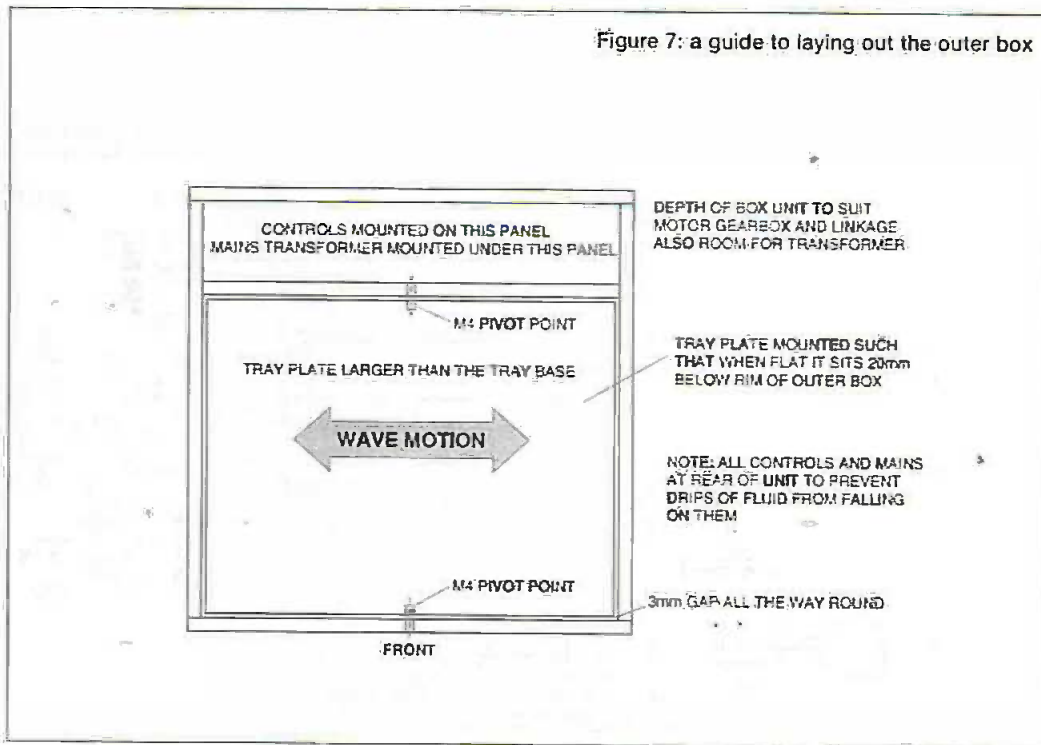 Figure 7: a guide to laying out the outer box
CONTROLS MOUNTED ON THIS PANEL
MAINS TRANSFORMER MOUNTED UNDER THIS PANEL
DEPTH OF BOX UNIT TO SUIT
MOTOR GEARBOX AND LINKAGE
ALSO ROOM FOR TRANSFORMER
M4 PIVOT POINT
TRAY PLATE LARGER THAN THE TRAY BASE
TRAY PLATE MOUNTED SUCH
THAT WHEN FLAT IT SITS 20mm
BELOW RIM OF OUTER BOX
WAVE MOTION
NOTE: ALL CONTROLS AND MAINS
AT REAR OF UNIT TO PREVENT
DRIPS OF FLUID FROM FALLING
ON THEM
M4 PIVOT POINT
3mm GAP ALL THE WAY ROUND
FRONT